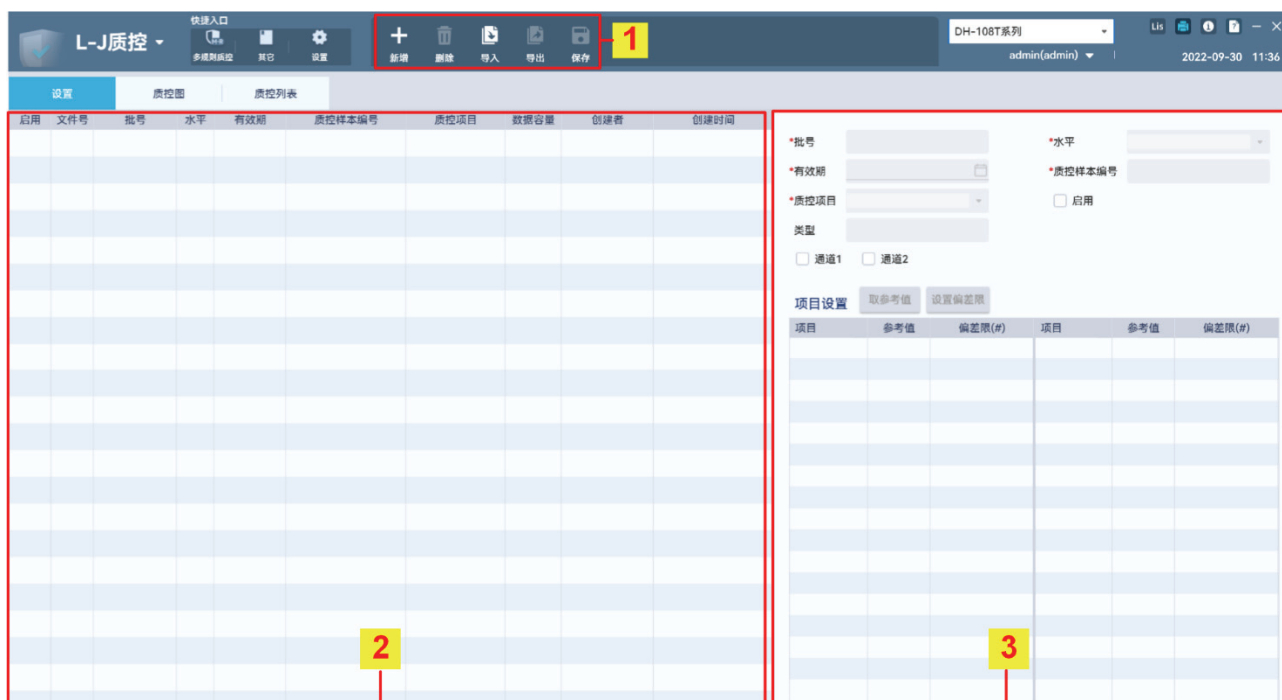 快捷入口
L-J质控
多规则质控 其它 设置
新增 删除 导入 导出 保存
1
DH-108T系列
Lis
admin(admin)
2022-09-30 11:36
设置 质控图 质控列表
启用 文件号 批号 水平 有效期 质控样本编号 质控项目 数据容量 创建者 创建时间
*批号 *水平
*有效期 *质控样本编号
*质控项目 启用
类型
通道1 通道2
项目设置 取参考值 设置偏差限
项目 参考值 偏差限(#) 项目 参考值 偏差限(#)
2
3